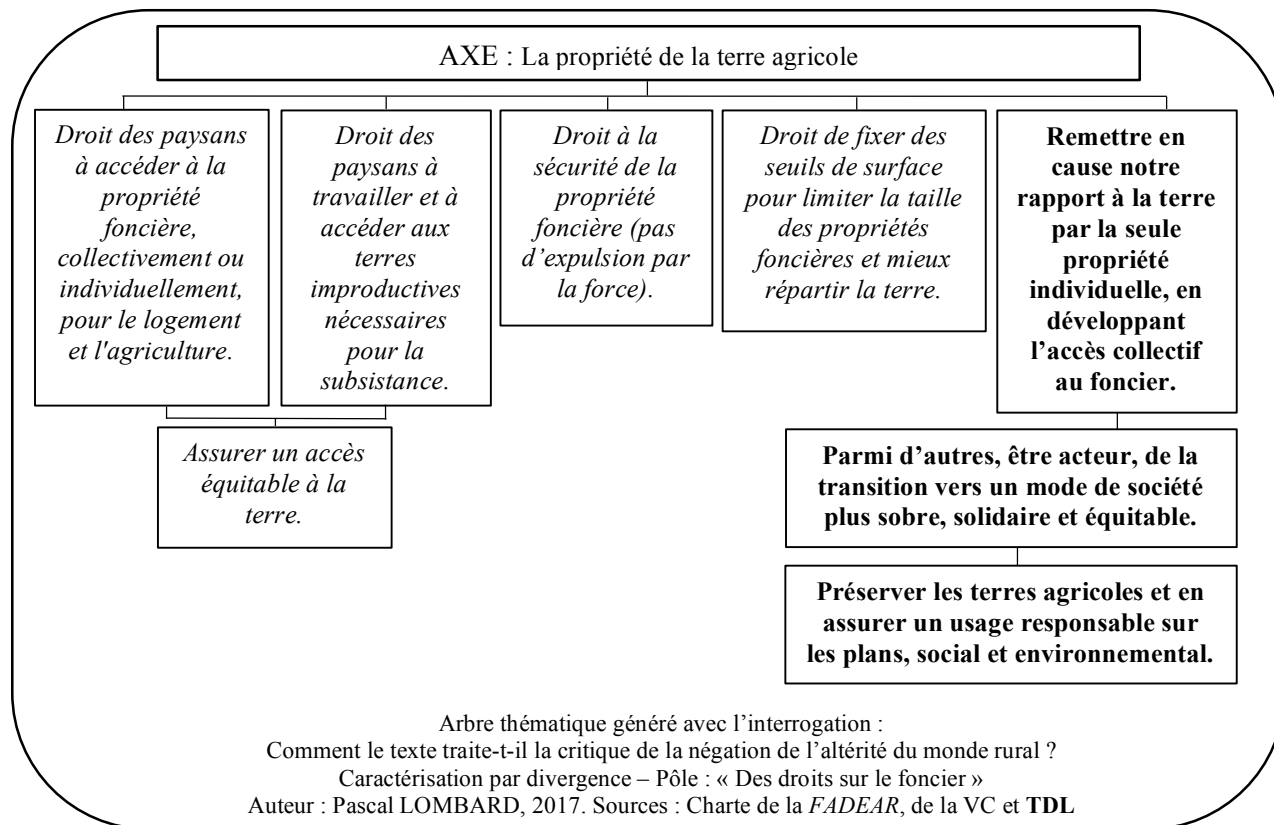 AXE : La propriété de la terre agricole
Droit des paysans
à accéder à la
propriété
foncière,
collectivement ou
individuellement,
pour le logement
et l'agriculture.
Droit des
paysans à
travailler et à
accéder aux
terres
improductives
nécessaires
pour la
subsistance.
Droit à la
sécurité de la
propriété
foncière (pas
d’expulsion par
la force).
Droit de fixer des
seuils de surface
pour limiter la taille
des propriétés
foncières et mieux
répartir la terre.
Remettre en
cause notre
rapport à la terre
par la seule
propriété
individuelle, en
développant
l’accès collectif
au foncier.
Assurer un accès
équitable à la
terre.
Parmi d’autres, être acteur, de la
transition vers un mode de société
plus sobre, solidaire et équitable.
Préserver les terres agricoles et en
assurer un usage responsable sur
les plans, social et environnemental.
Arbre thématique généré avec l’interrogation :
Comment le texte traite-t-il la critique de la négation de l’altérité du monde rural ?
Caractérisation par divergence – Pôle : « Des droits sur le foncier »
Auteur : Pascal LOMBARD, 2017. Sources : Charte de la FADEAR, de la VC et TDL